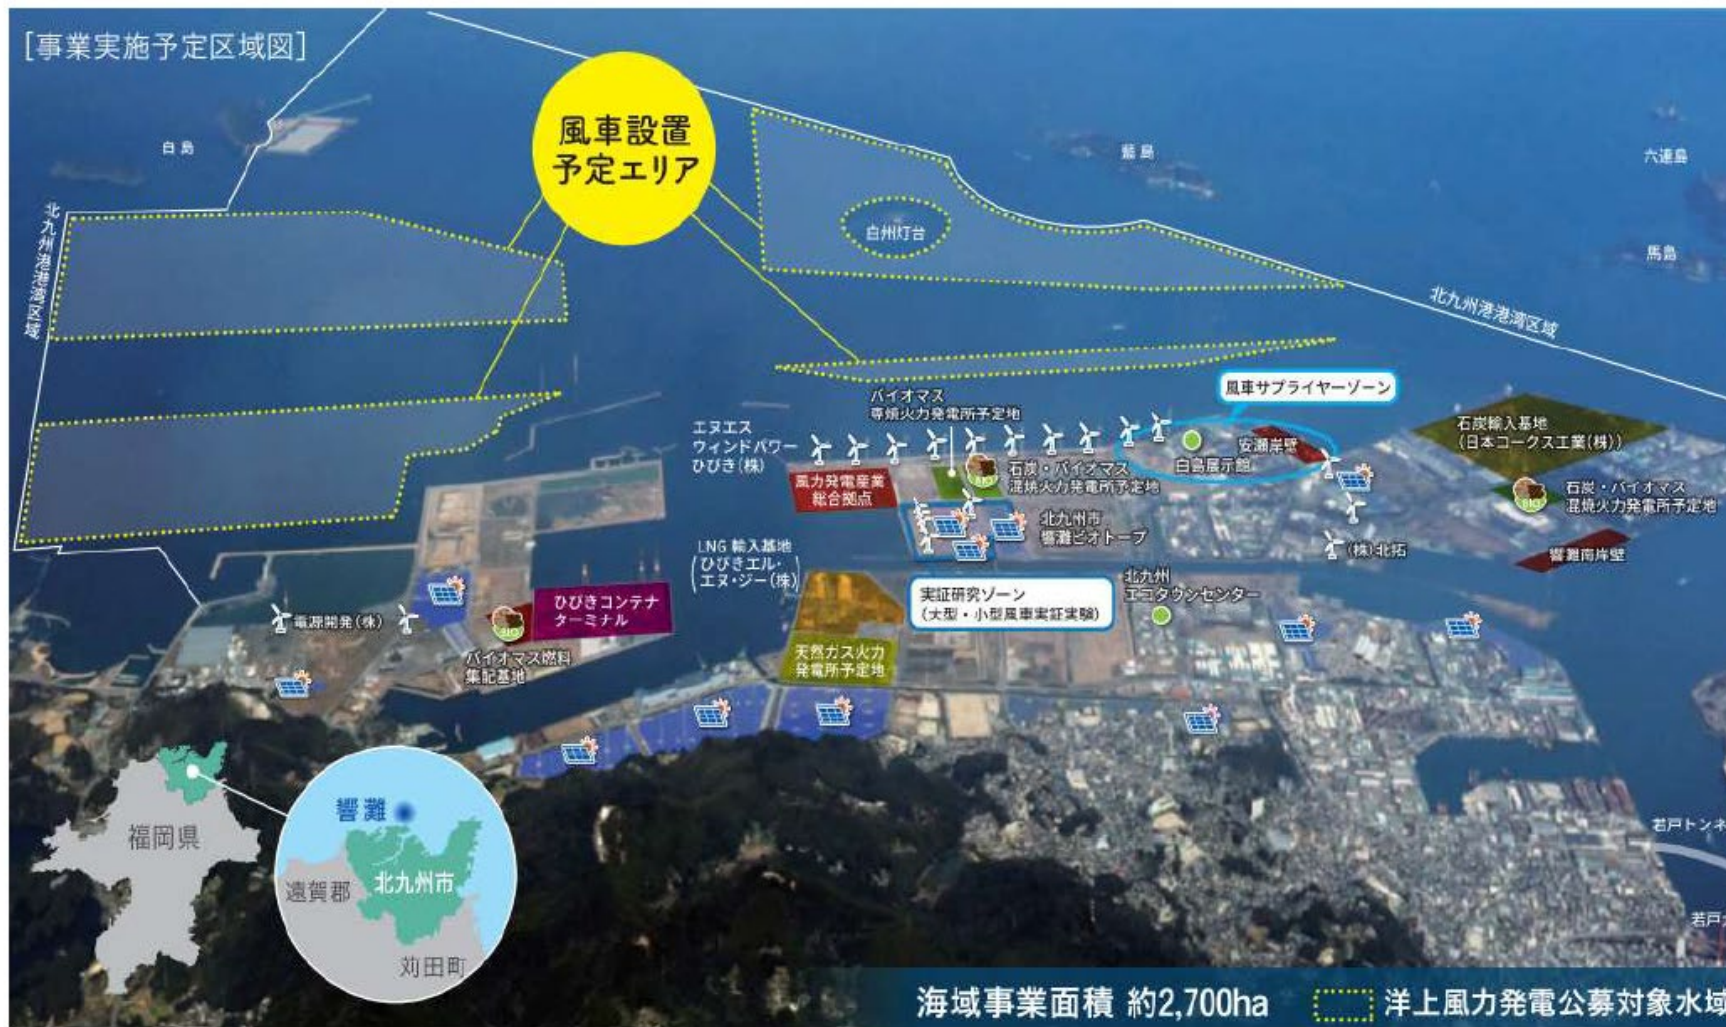 [事業実施予定区域図]
風車設置
予定エリア
白島
藍島
六連島
馬島
白州灯台
北九州港港湾区域
北九州港港湾区域
風車サプライヤーゾーン
バイオマス
専焼火力発電所予定地
エヌエス
ウィンドパワー
ひびき(株)
風力発電産業
総合拠点
石炭・バイオマス
混焼火力発電所予定地
BIO
安瀬岸壁
白島展示館
石炭輸入基地
(日本コークス工業(株))
石炭・バイオマス
混焼火力発電所予定地
BIO
北九州市
響灘ビオトープ
(株)北拓
響灘南岸壁
LNG 輸入基地
(ひびきエル・
エヌ・ジー(株))
実証研究ゾーン
(大型・小型風車実証実験)
北九州
エコタウンセンター
ひびきコンテナ
ターミナル
電源開発(株)
BIO
バイオマス燃料
集配基地
天然ガス火力
発電所予定地
福岡県
響灘
北九州市
遠賀郡
苅田町
若戸トンネ
若戸大
海域事業面積 約2,700ha
洋上風力発電公募対象水域